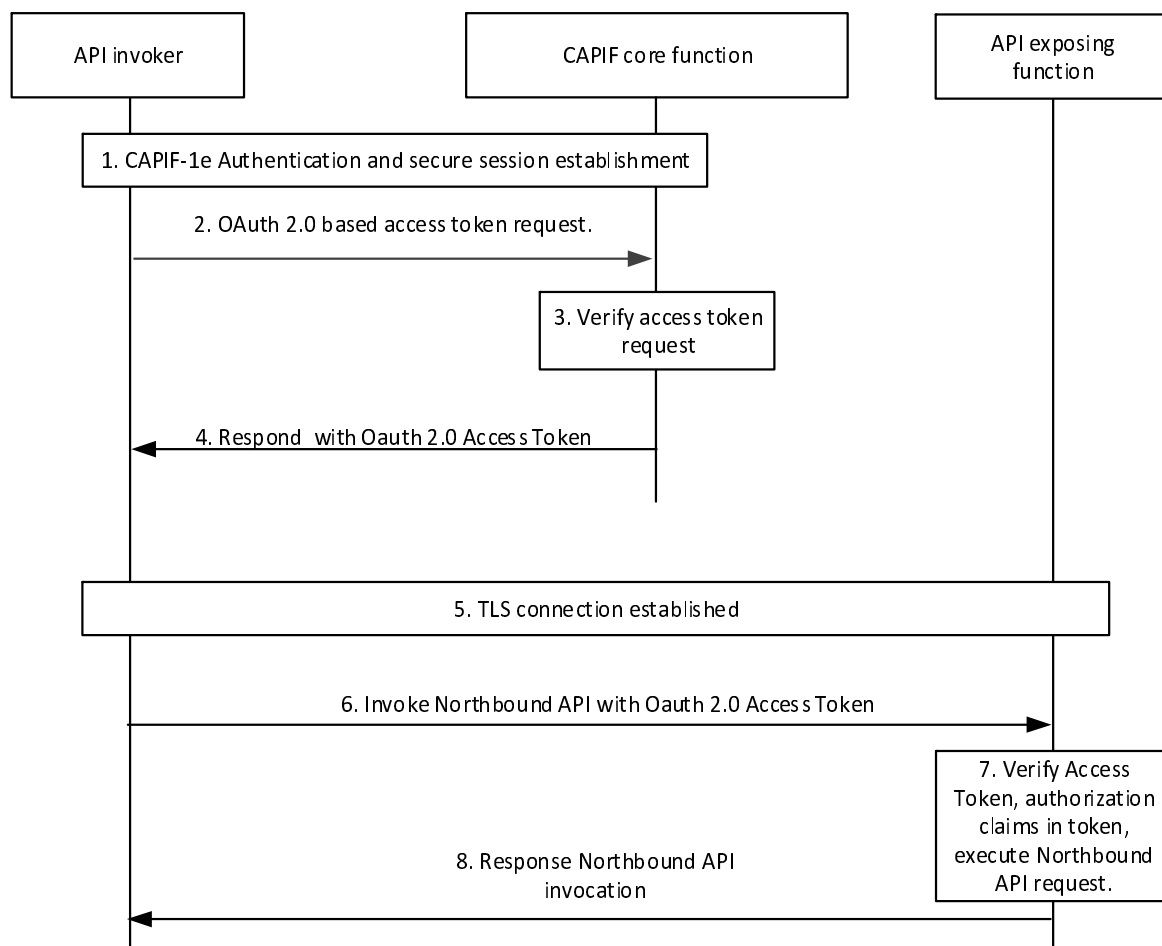 API invoker
CAPIF core function
API exposing
function
1. CAPIF-1e Authentication and secure session establishment
2. OAuth 2.0 based access token request.
3. Verify access token
request
4. Respond with Oauth 2.0 Access Token
5. TLS connection established
6. Invoke Northbound API with Oauth 2.0 Access Token
7. Verify Access
Token, authorization
claims in token,
execute Northbound
API request.
8. Response Northbound API
invocation